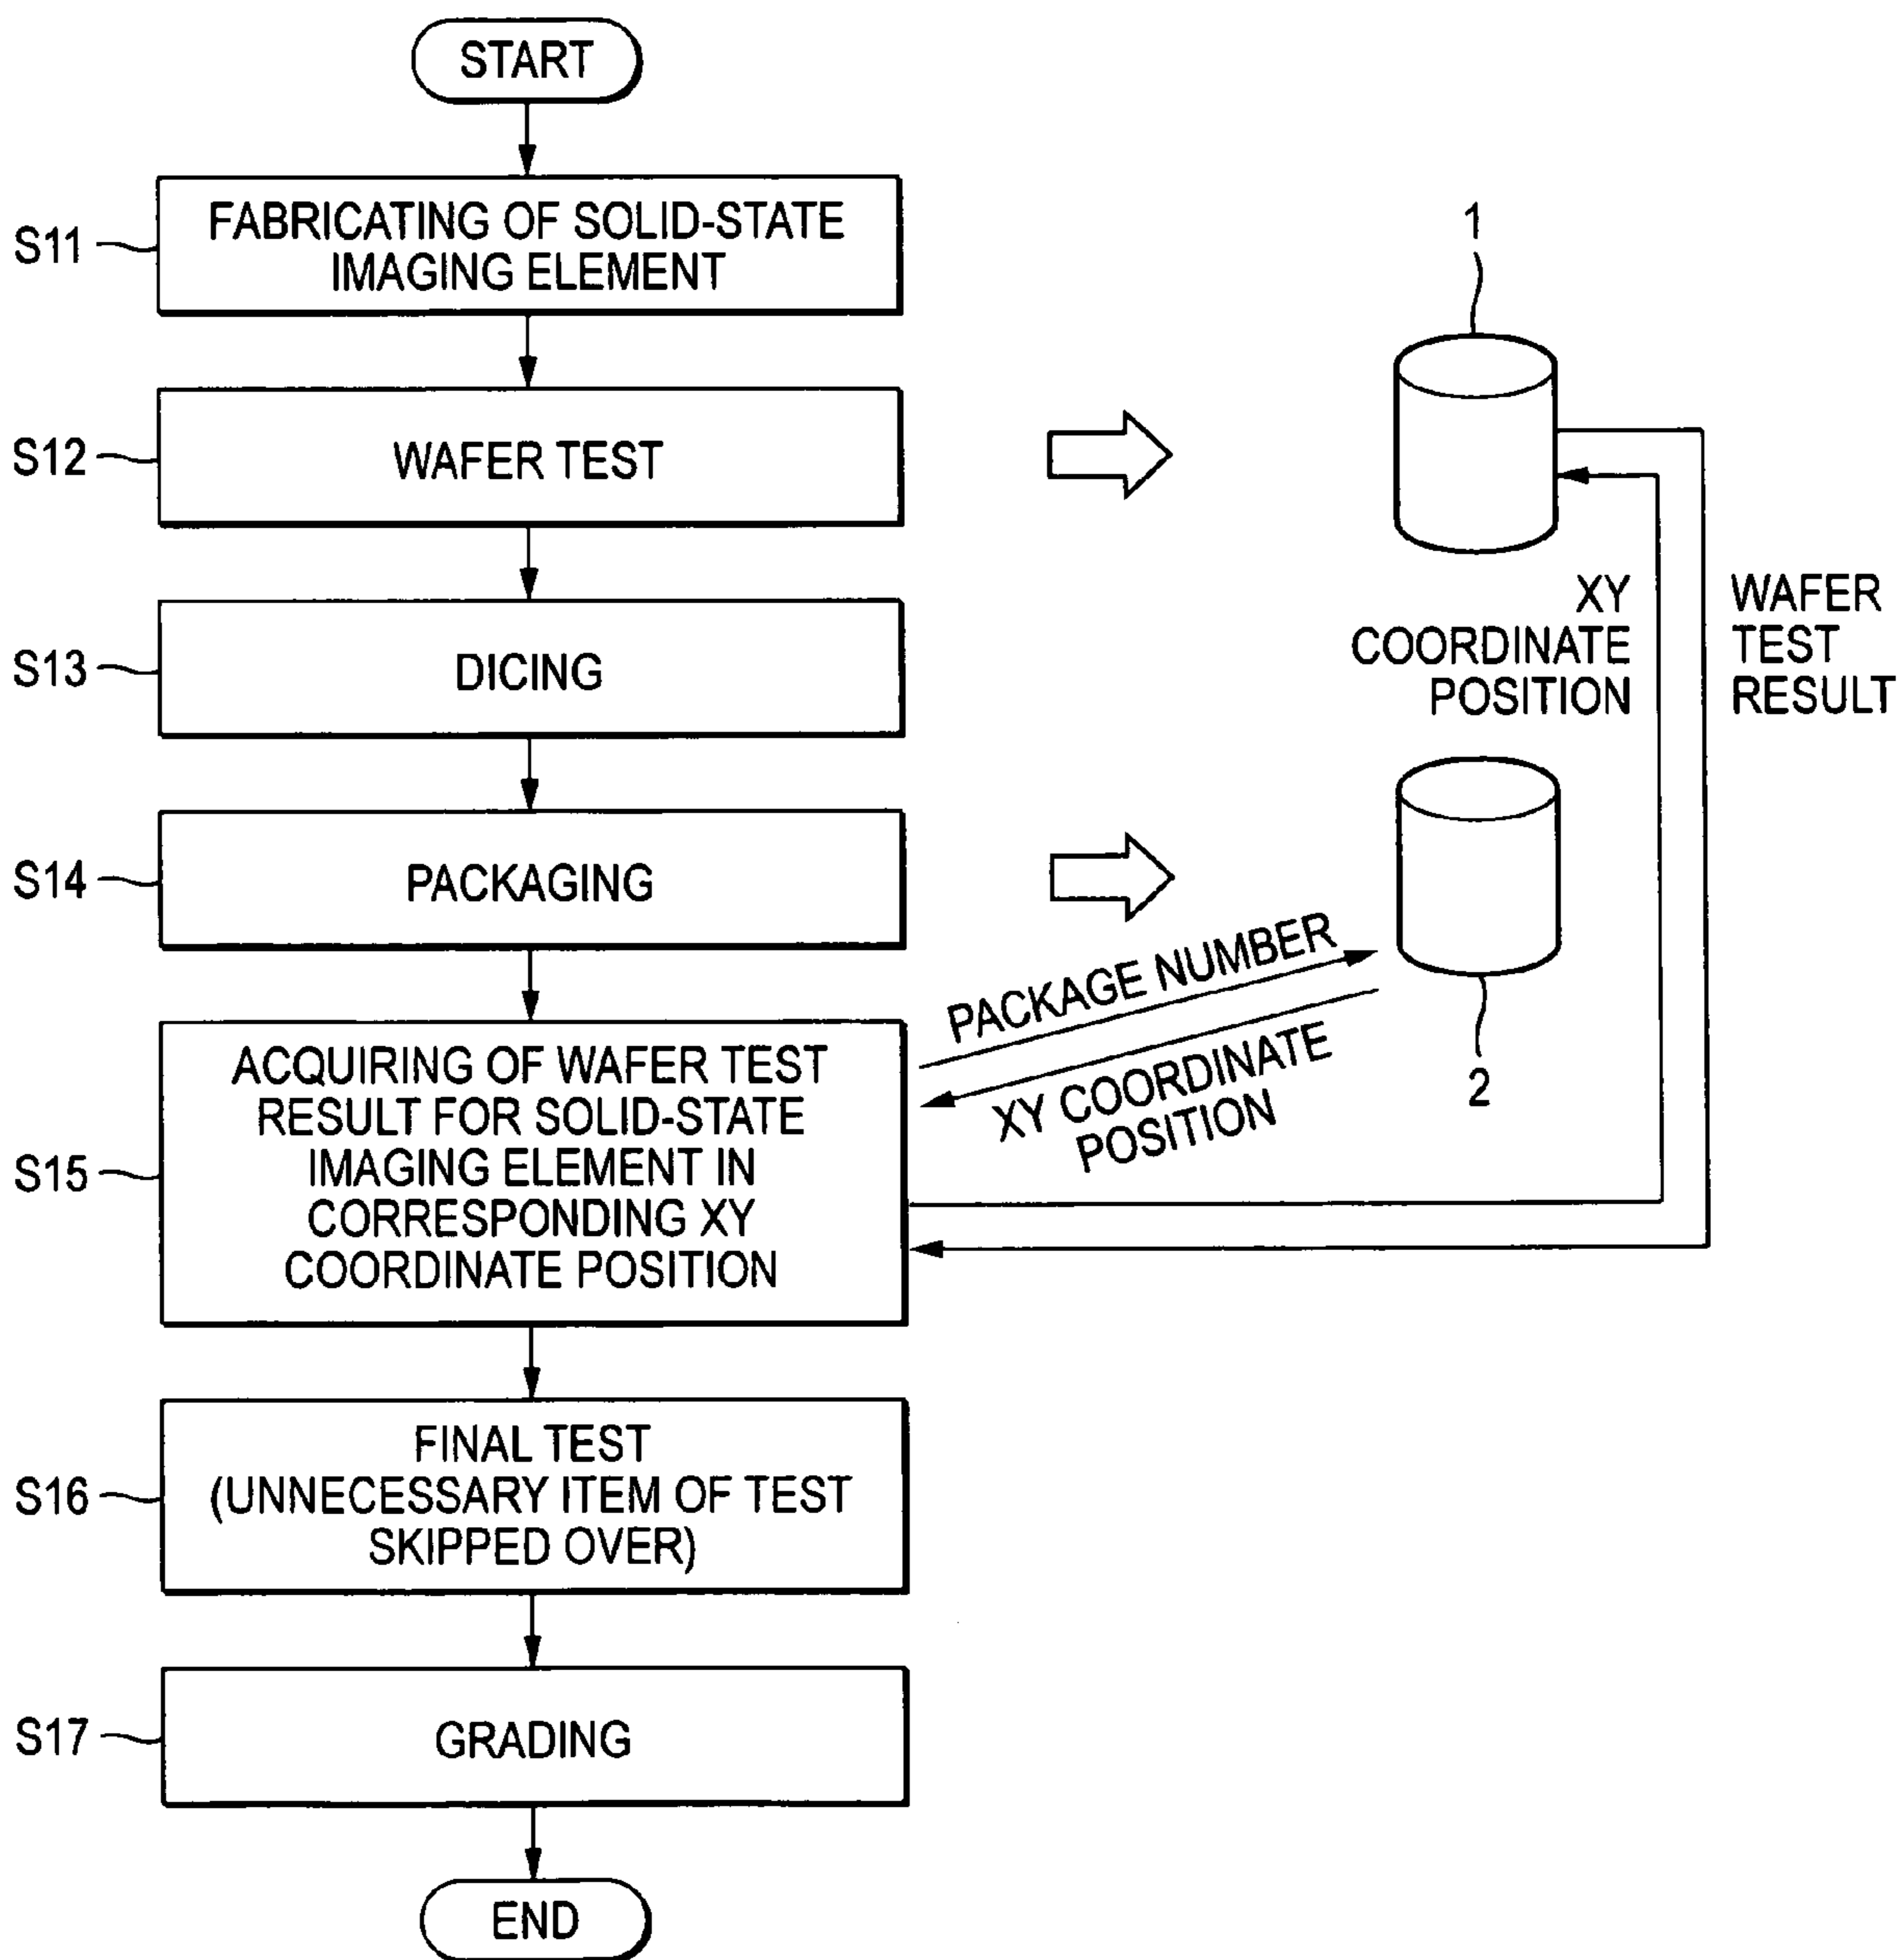 START
S11
FABRICATING OF SOLID-STATE
IMAGING ELEMENT
1
S12
WAFER TEST
XY
COORDINATE
POSITION
WAFER
TEST
RESULT
S13
DICING
S14
PACKAGING
PACKAGE NUMBER
XY COORDINATE
POSITION
2
S15
ACQUIRING OF WAFER TEST
RESULT FOR SOLID-STATE
IMAGING ELEMENT IN
CORRESPONDING XY
COORDINATE POSITION
S16
FINAL TEST
(UNNECESSARY ITEM OF TEST
SKIPPED OVER)
S17
GRADING
END